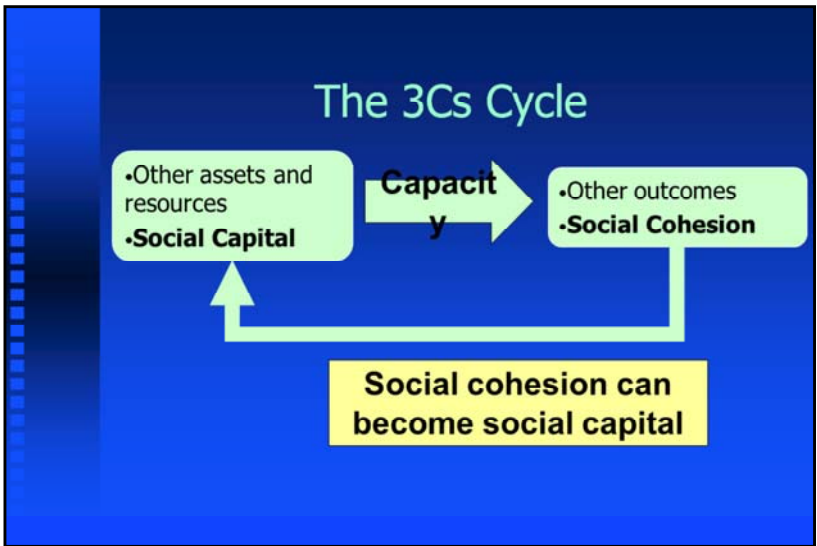 The 3Cs Cycle
•Other assets and
resources
•Social Capital
Capacit
y
•Other outcomes
•Social Cohesion
Social cohesion can
become social capital